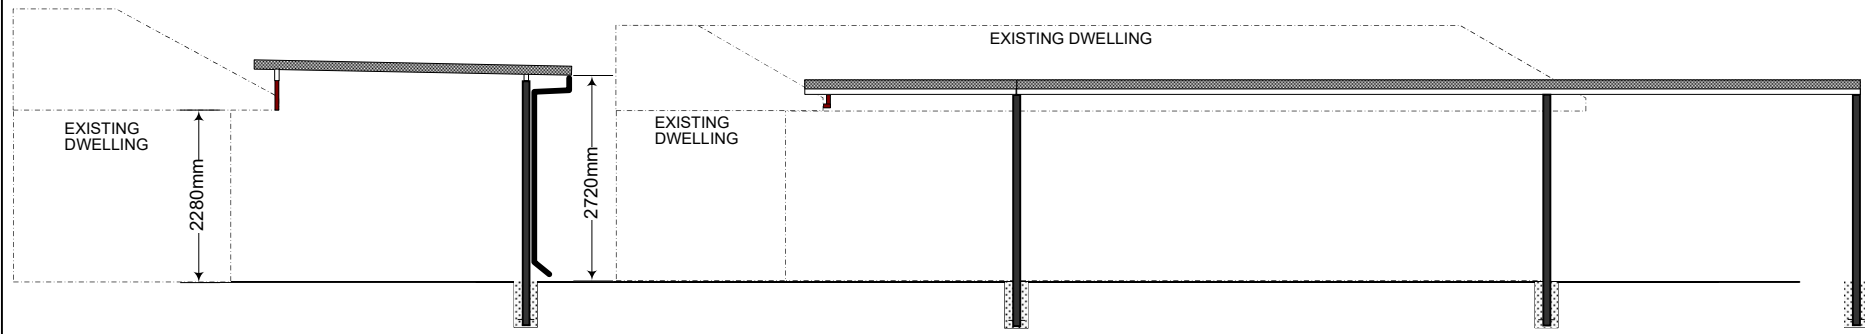 EXISTING DWELLING
EXISTING
DWELLING
2280mm
2720mm
EXISTING
DWELLING